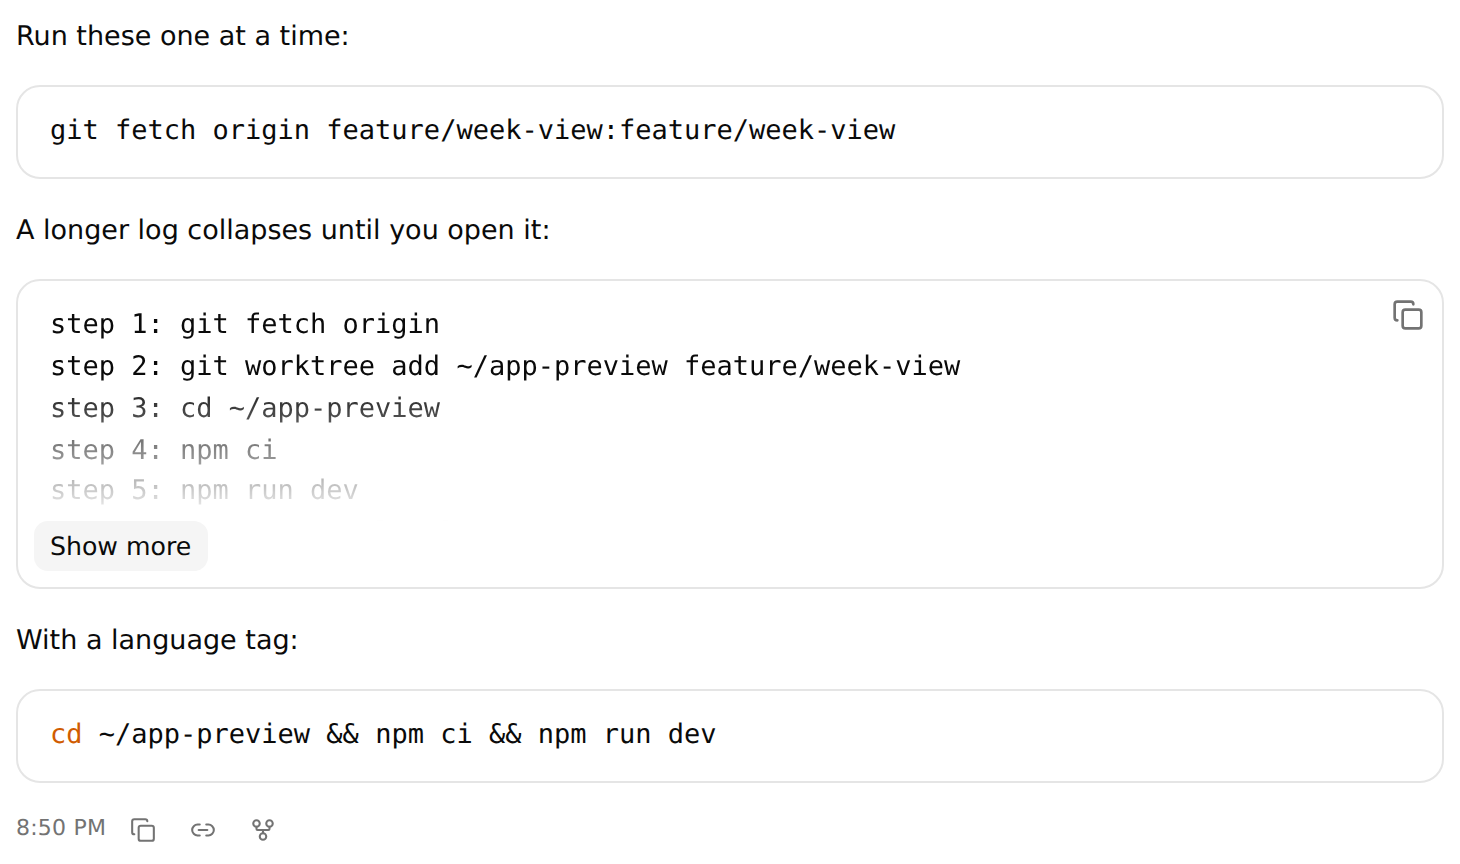 Run these one at a time:
git fetch origin feature/week-view:feature/week-view
A longer log collapses until you open it:
step 1: git fetch origin
step 2: git worktree add ~/app-preview feature/week-view
step 3: cd ~/app-preview
step 4: npm ci
step 5: npm run dev
Show more
With a language tag:
cd ~/app-preview && npm ci && npm run dev
8:50 PM